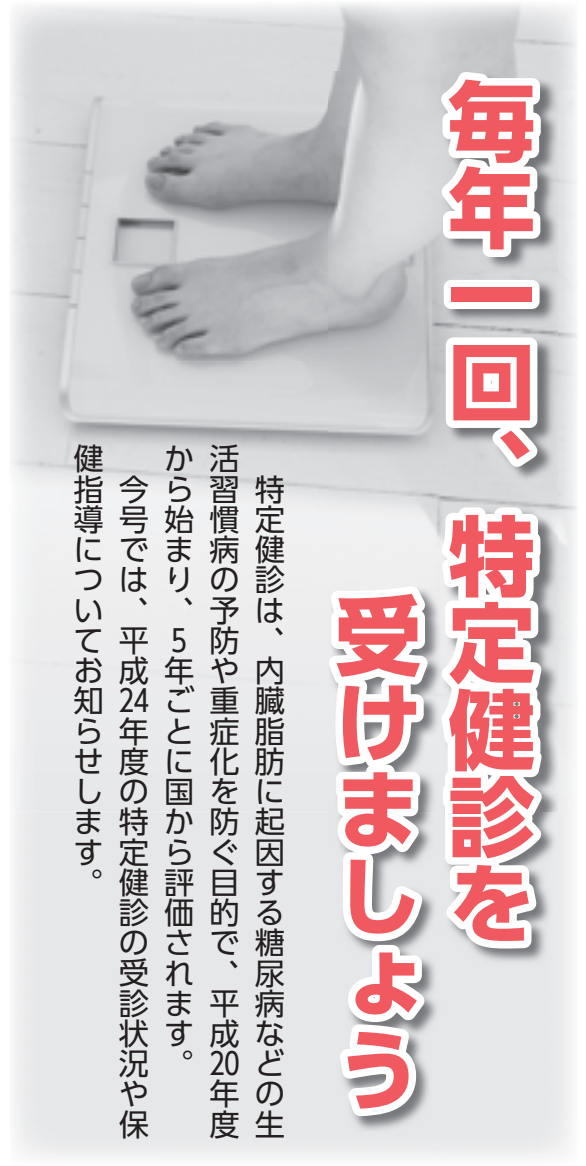 毎年一回、特定健診を
受けましょう
特定健診は、内臓脂肪に起因する糖尿病などの生
活習慣病の予防や重症化を防ぐ目的で、平成20年度
から始まり、5年ごとに国から評価されます。
今号では、平成24年度の特定健診の受診状況や保
健指導についてお知らせします。